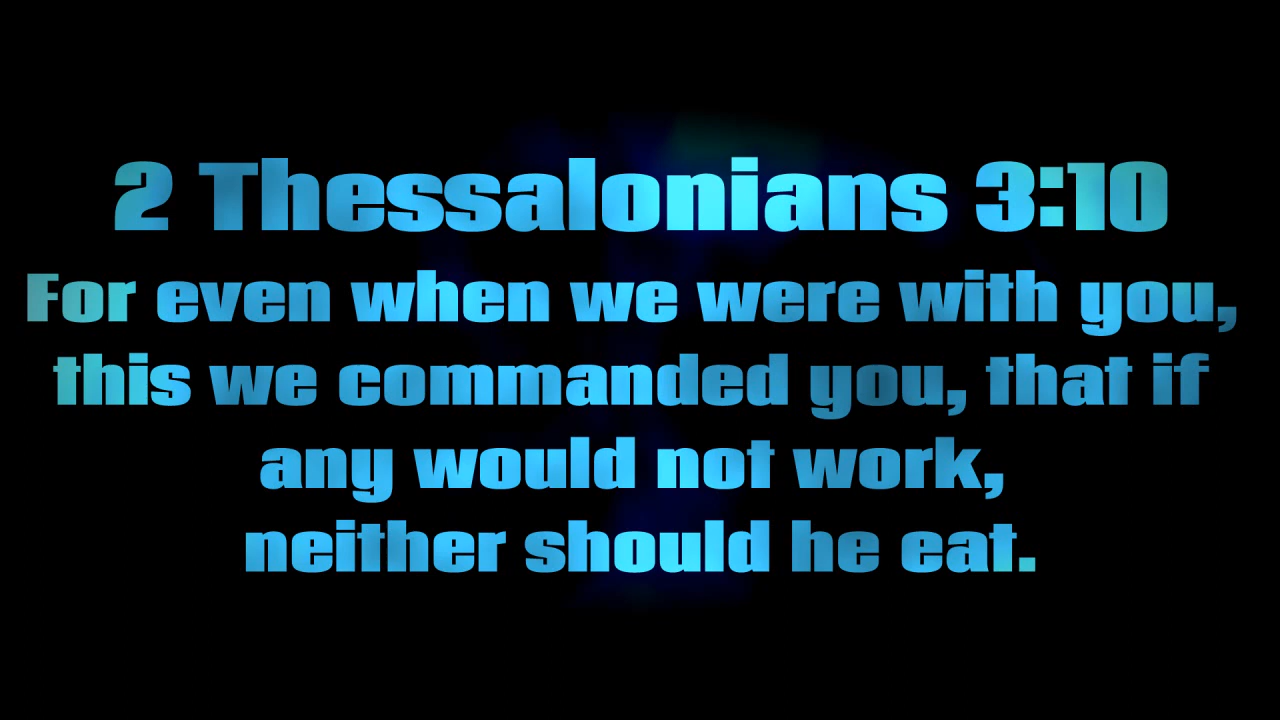 2 Thessalonians 3:10
For even when we were with you,
this we commanded you, that if
any would not work,
neither should he eat.